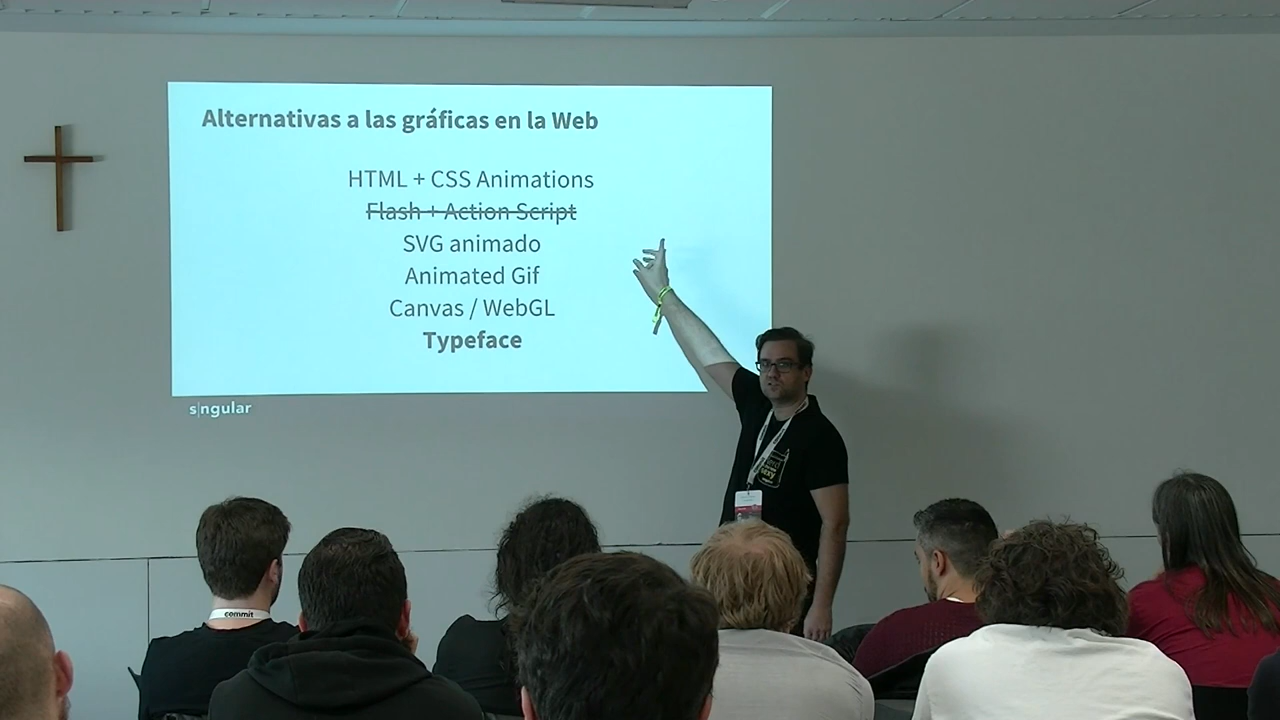 Alternativas a las gráficas en la Web
HTML + CSS Animations
Flash + Action Script
SVG animado
Animated Gif
Canvas / WebGL
Typeface
s|ngular
commit